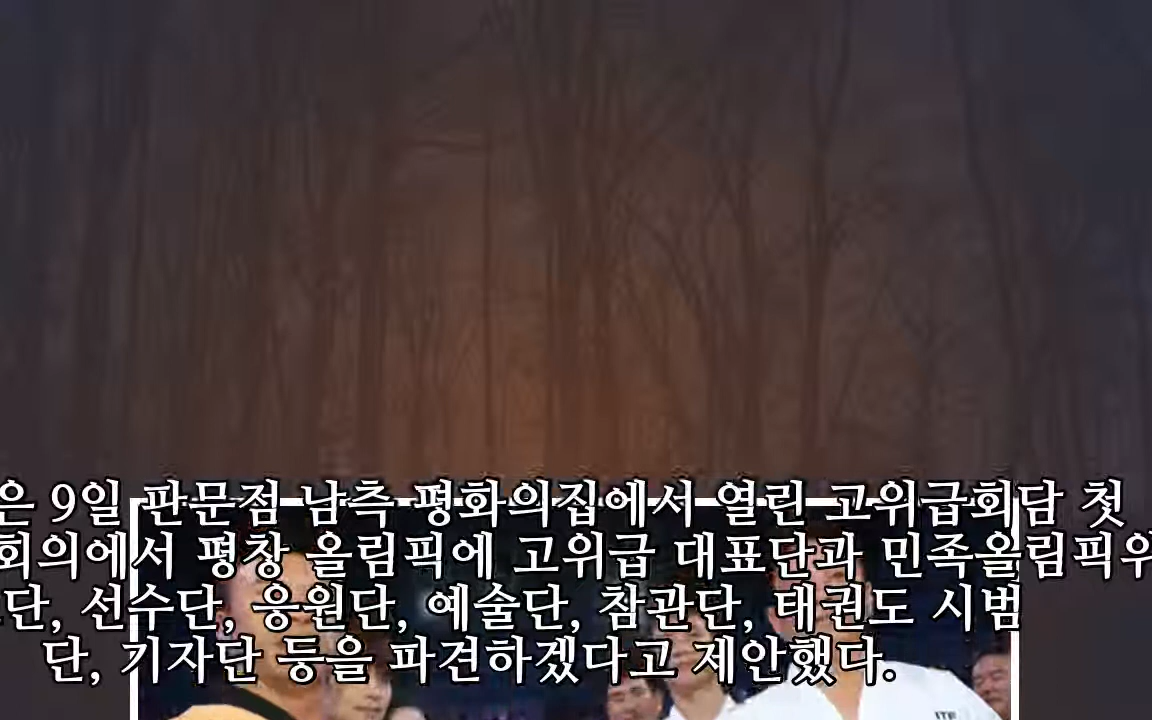 은 9일 판문점 남측 평화의집에서 열린 고위급회담 첫
회의에서 평창 올림픽에 고위급 대표단과 민족올림픽위
단, 선수단, 응원단, 예술단, 참관단, 태권도 시범
단, 기자단 등을 파견하겠다고 제안했다.
ITF